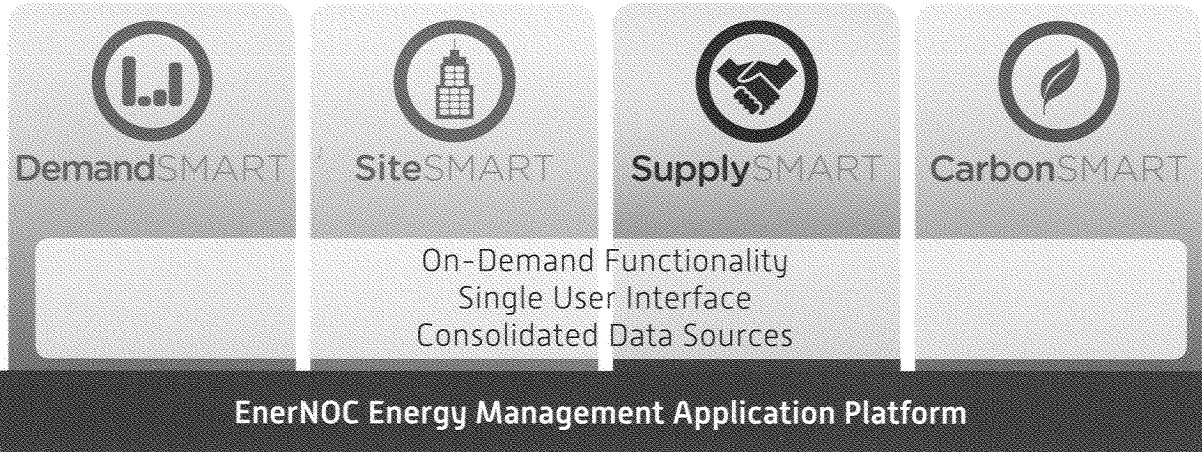 DemandSMART
SiteSMART
SupplySMART
CarbonSMART
On-Demand Functionality
Single User Interface
Consolidated Data Sources
EnerNOC Energy Management Application Platform